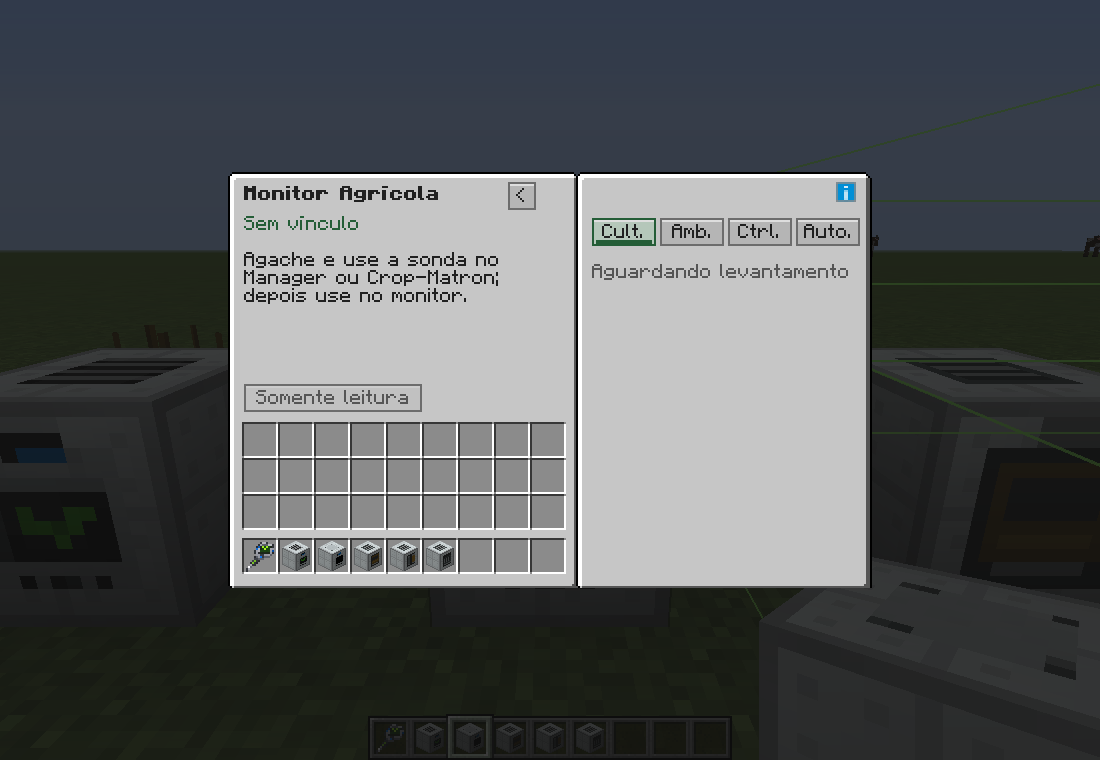 Monitor Agrícola
<
Sem vínculo
Agache e use a sonda no
Manager ou Crop-Matron;
depois use no monitor.
Somente leitura
i
Cult.
Amb.
Ctrl.
Auto.
Aguardando levantamento